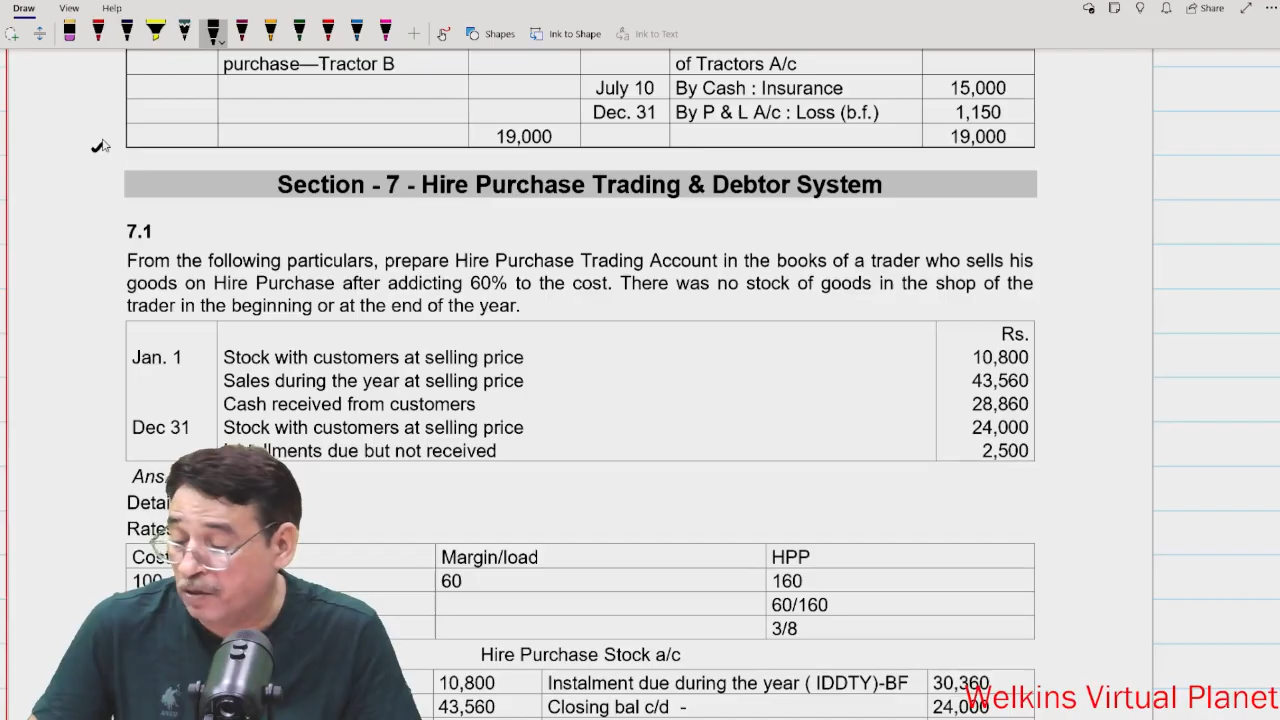 Draw View Help
Share
Shapes Ink to Shape Ink to Text
purchase—Tractor B of Tractors A/c
July 10 By Cash : Insurance 15,000
Dec. 31 By P & L A/c : Loss (b.f.) 1,150
19,000 19,000
Section - 7 - Hire Purchase Trading & Debtor System
7.1
From the following particulars, prepare Hire Purchase Trading Account in the books of a trader who sells his
goods on Hire Purchase after addicting 60% to the cost. There was no stock of goods in the shop of the
trader in the beginning or at the end of the year.
Rs.
Jan. 1 Stock with customers at selling price 10,800
Sales during the year at selling price 43,560
Cash received from customers 28,860
Dec 31 Stock with customers at selling price 24,000
due but not received 2,500
Ans
Margin/load HPP
100 60 160
60/160
3/8
Hire Purchase Stock a/c
10,800 Instalment due during the year ( IDDTY)-BF 30,360
43,560 Closing bal c/d - 24,000
Welkins Virtual Planet